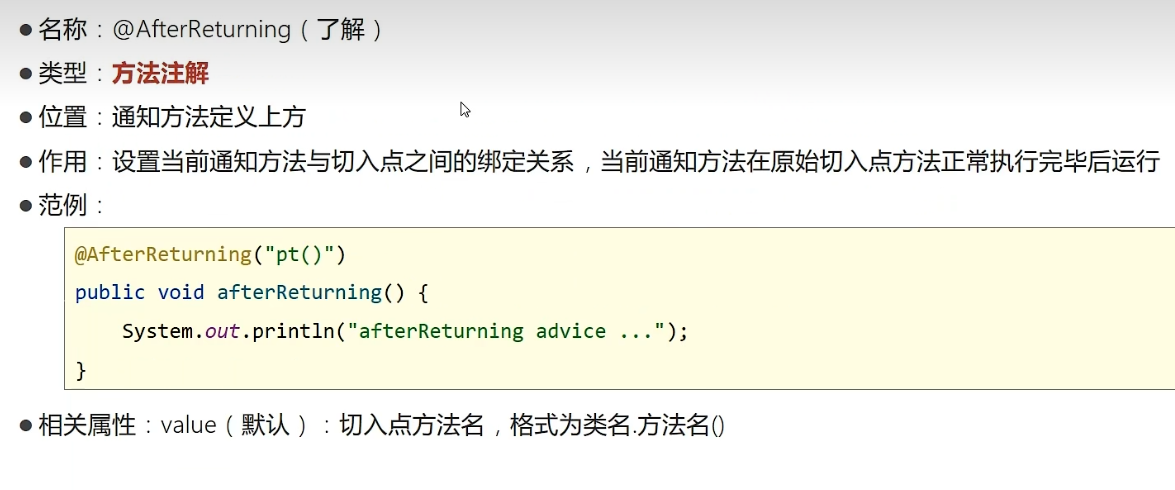 ●名称：@AfterReturning（了解）
●类型：方法注解
●位置：通知方法定义上方
●作用：设置当前通知方法与切入点之间的绑定关系，当前通知方法在原始切入点方法正常执行完毕后运行
●范例：
@AfterReturning("pt()")
public void afterReturning() {
    System.out.println("afterReturning advice ...");
}
●相关属性：value（默认）：切入点方法名，格式为类名.方法名()